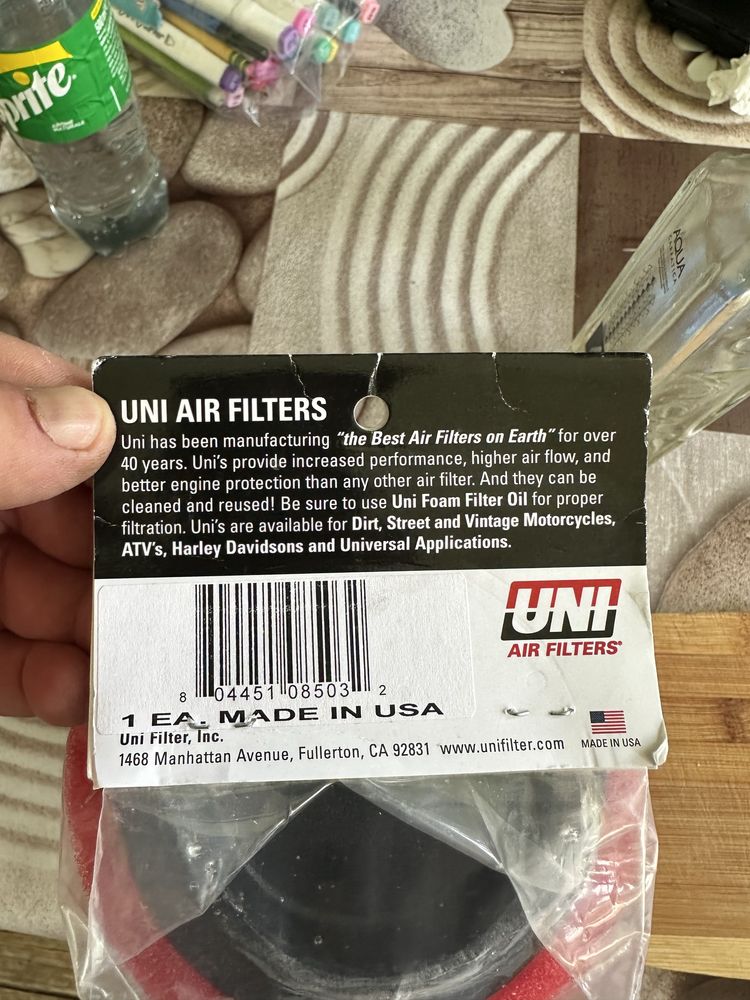 Sprite
AQUA
CARPATICA
UNI AIR FILTERS
Uni has been manufacturing "the Best Air Filters on Earth" for over
40 years. Uni's provide increased performance, higher air flow, and
better engine protection than any other air filter. And they can be
cleaned and reused! Be sure to use Uni Foam Filter Oil for proper
filtration. Uni's are available for Dirt, Street and Vintage Motorcycles,
ATV's, Harley Davidsons and Universal Applications.
UNI
AIR FILTERS®
8 04451 08503 2
1 EA. MADE IN USA
Uni Filter, Inc.
1468 Manhattan Avenue, Fullerton, CA 92831 www.unifilter.com
MADE IN USA